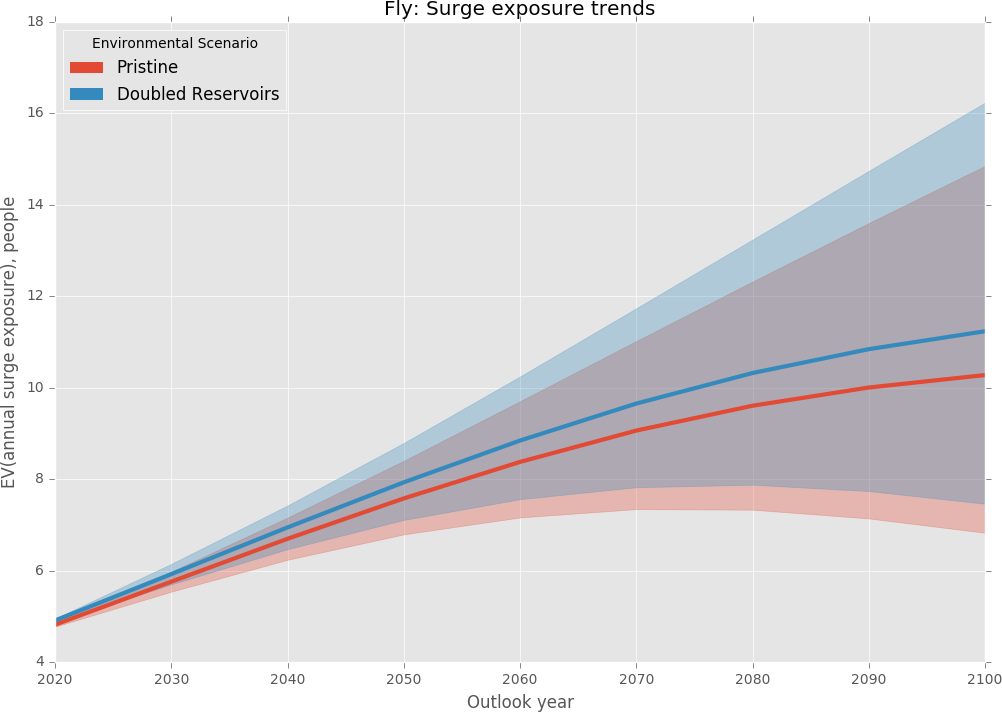 Fly: Surge exposure trends
Environmental Scenario
Pristine
Doubled Reservoirs
EV(annual surge exposure), people
18
16
14
12
10
8
6
4
2020 2030 2040 2050 2060 2070 2080 2090 2100
Outlook year